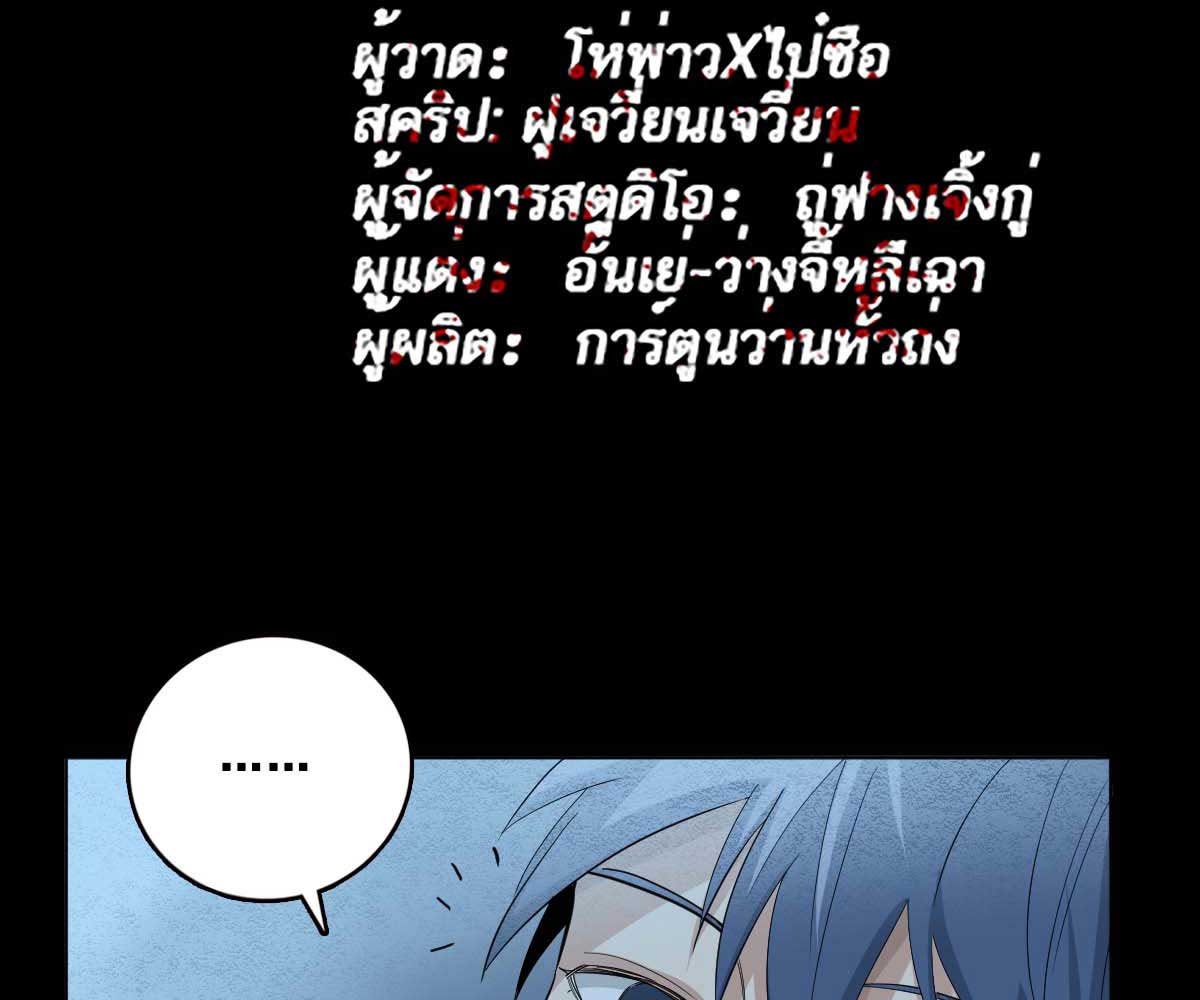 ผู้วาด: โห่พ่าวXไป๋ซือ
สคริป: ฝูเจวียนเจวียน
ผู้จัดการสตูดิโอ: ถู่ฟางเจิ้งกู่
ผู้แต่ง: อั้นเย่-ว่างจี้หลีเฉา
ผู้ผลิต: การ์ตูนว่านทั่วถง
......